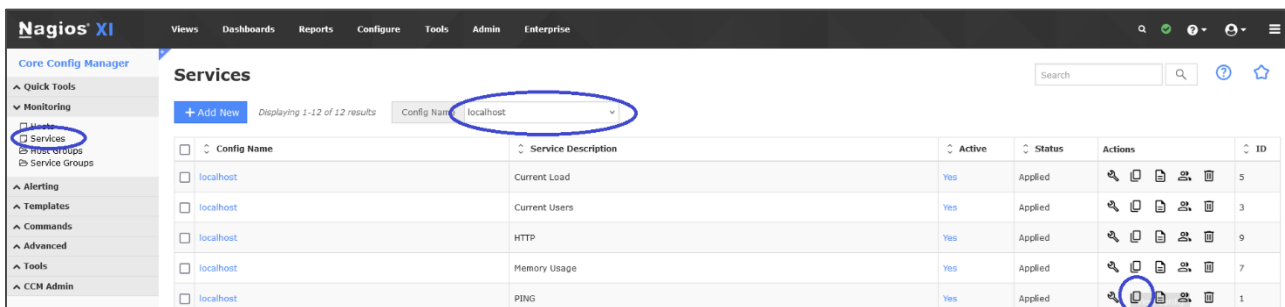 Nagios® XI Views Dashboards Reports Configure Tools Admin Enterprise
Core Config Manager
Quick Tools
Monitoring
Hosts
Services
Host Groups
Service Groups
Alerting
Templates
Commands
Advanced
Tools
CCM Admin
Services
Search
+ Add New Displaying 1-12 of 12 results Config Name localhost
Config Name Service Description Active Status Actions ID
localhost Current Load Yes Applied 5
localhost Current Users Yes Applied 3
localhost HTTP Yes Applied 9
localhost Memory Usage Yes Applied 7
localhost PING Yes Applied 1